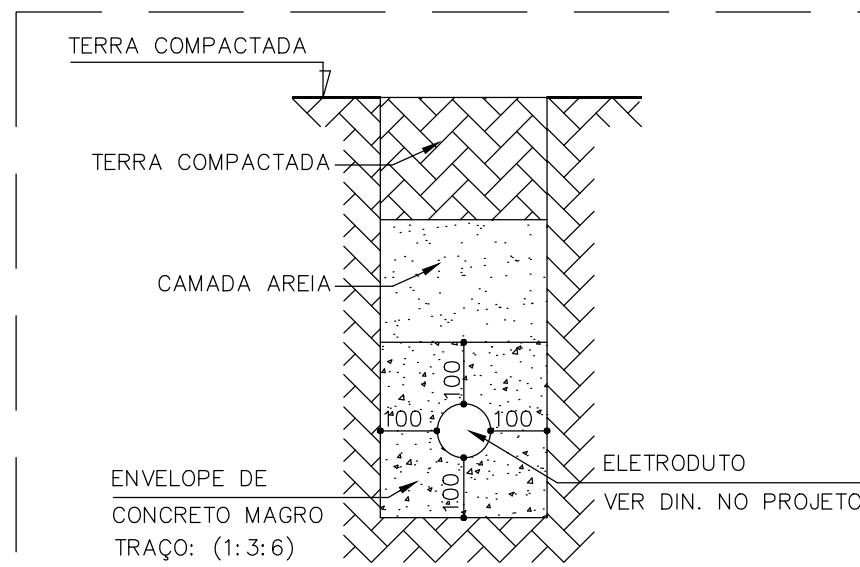 TERRA COMPACTADA
TERRA COMPACTADA
CAMADA AREIA
100
100
100
100
ENVELOPE DE
CONCRETO MAGRO
TRAÇO: (1:3:6)
ELETRODUTO
VER DIN. NO PROJETO